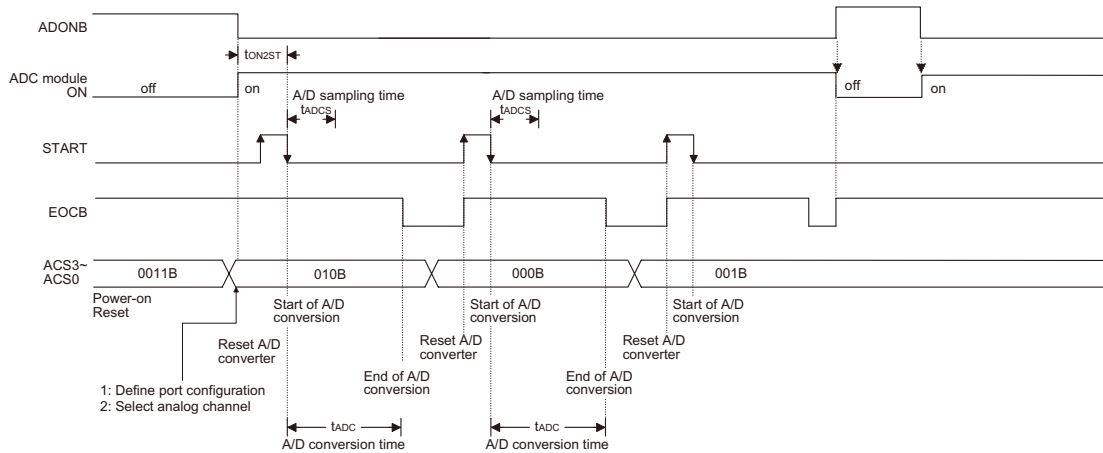 ADONB
tON2ST
ADC module
ON
off
on
off
on
A/D sampling time
tADCS
A/D sampling time
tADCS
START
EOCB
ACS3~
ACS0
0011B
010B
000B
001B
Power-on
Reset
Start of A/D
conversion
Start of A/D
conversion
Start of A/D
conversion
Reset A/D
converter
Reset A/D
converter
Reset A/D
converter
1: Define port configuration
2: Select analog channel
End of A/D
conversion
End of A/D
conversion
tADC
A/D conversion time
tADC
A/D conversion time